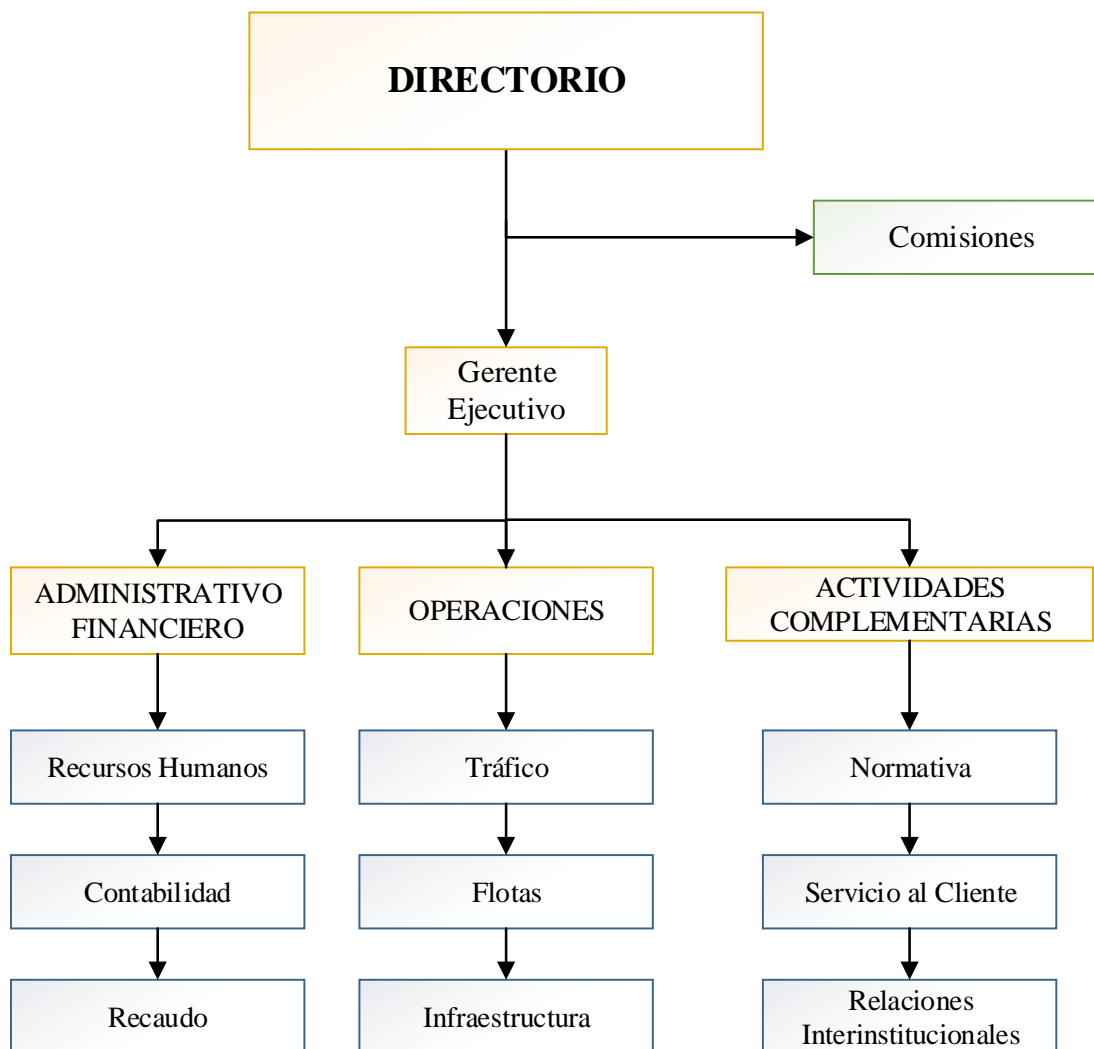 DIRECTORIO
Comisiones
Gerente
Ejecutivo
ADMINISTRATIVO
FINANCIERO
OPERACIONES
ACTIVIDADES
COMPLEMENTARIAS
Recursos Humanos
Tráfico
Normativa
Contabilidad
Flotas
Servicio al Cliente
Recaudo
Infraestructura
Relaciones
Interinstitucionales